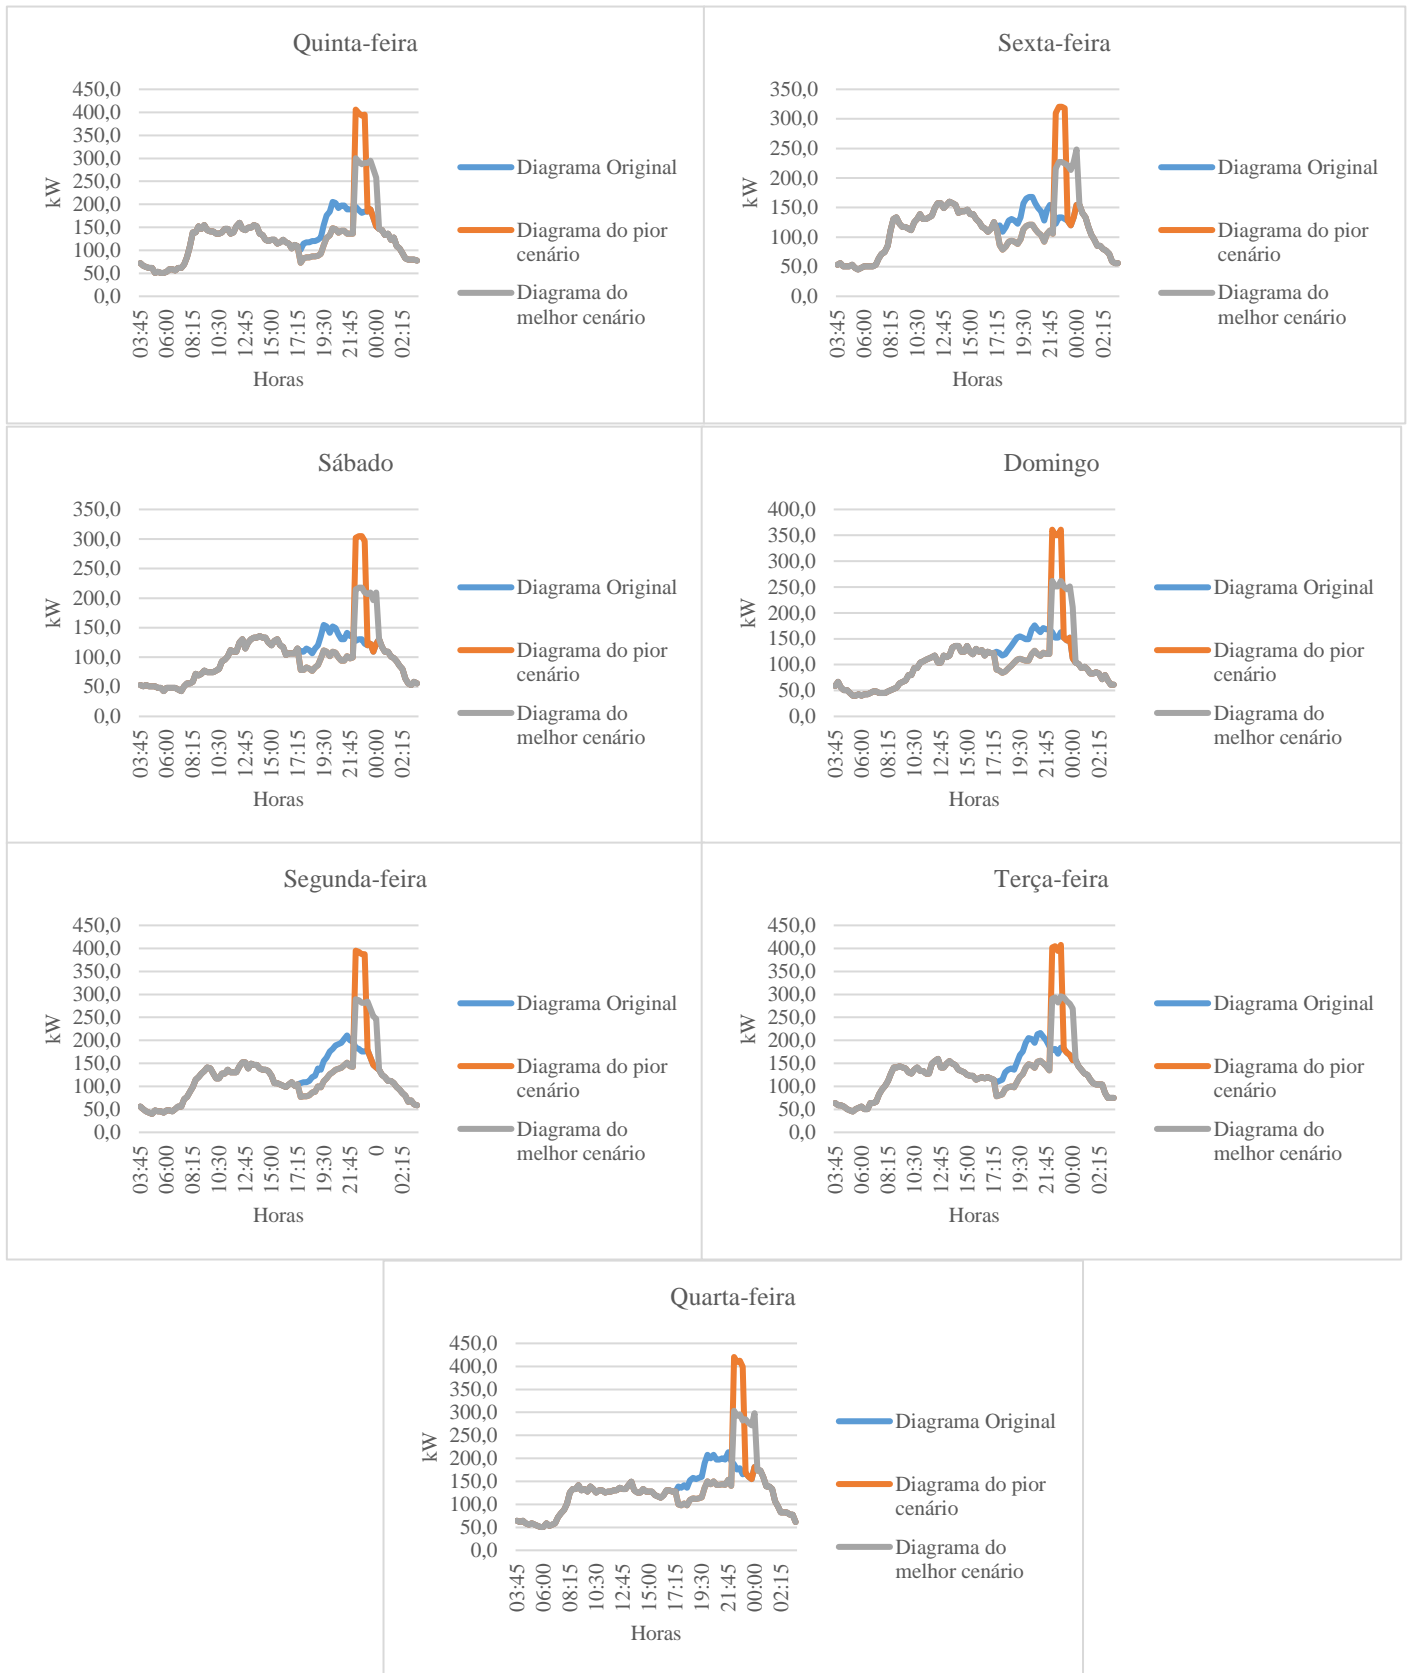 Quinta-feira
450,0
400,0
350,0
300,0
250,0
200,0
150,0
100,0
50,0
0,0
kW
03:45
06:00
08:15
10:30
12:45
15:00
17:15
19:30
21:45
00:00
02:15
Horas
Diagrama Original
Diagrama do pior
cenário
Diagrama do
melhor cenário
Sexta-feira
350,0
300,0
250,0
200,0
150,0
100,0
50,0
0,0
kW
03:45
06:00
08:15
10:30
12:45
15:00
17:15
19:30
21:45
00:00
02:15
Horas
Diagrama Original
Diagrama do pior
cenário
Diagrama do
melhor cenário
Sábado
350,0
300,0
250,0
200,0
150,0
100,0
50,0
0,0
kW
03:45
06:00
08:15
10:30
12:45
15:00
17:15
19:30
21:45
00:00
02:15
Horas
Diagrama Original
Diagrama do pior
cenário
Diagrama do
melhor cenário
Domingo
400,0
350,0
300,0
250,0
200,0
150,0
100,0
50,0
0,0
kW
03:45
06:00
08:15
10:30
12:45
15:00
17:15
19:30
21:45
00:00
02:15
Horas
Diagrama Original
Diagrama do pior
cenário
Diagrama do
melhor cenário
Segunda-feira
450,0
400,0
350,0
300,0
250,0
200,0
150,0
100,0
50,0
0,0
kW
03:45
06:00
08:15
10:30
12:45
15:00
17:15
19:30
21:45
0
02:15
Horas
Diagrama Original
Diagrama do pior
cenário
Diagrama do
melhor cenário
Terça-feira
450,0
400,0
350,0
300,0
250,0
200,0
150,0
100,0
50,0
0,0
kW
03:45
06:00
08:15
10:30
12:45
15:00
17:15
19:30
21:45
00:00
02:15
Horas
Diagrama Original
Diagrama do pior
cenário
Diagrama do
melhor cenário
Quarta-feira
450,0
400,0
350,0
300,0
250,0
200,0
150,0
100,0
50,0
0,0
kW
03:45
06:00
08:15
10:30
12:45
15:00
17:15
19:30
21:45
00:00
02:15
Horas
Diagrama Original
Diagrama do pior
cenário
Diagrama do
melhor cenário